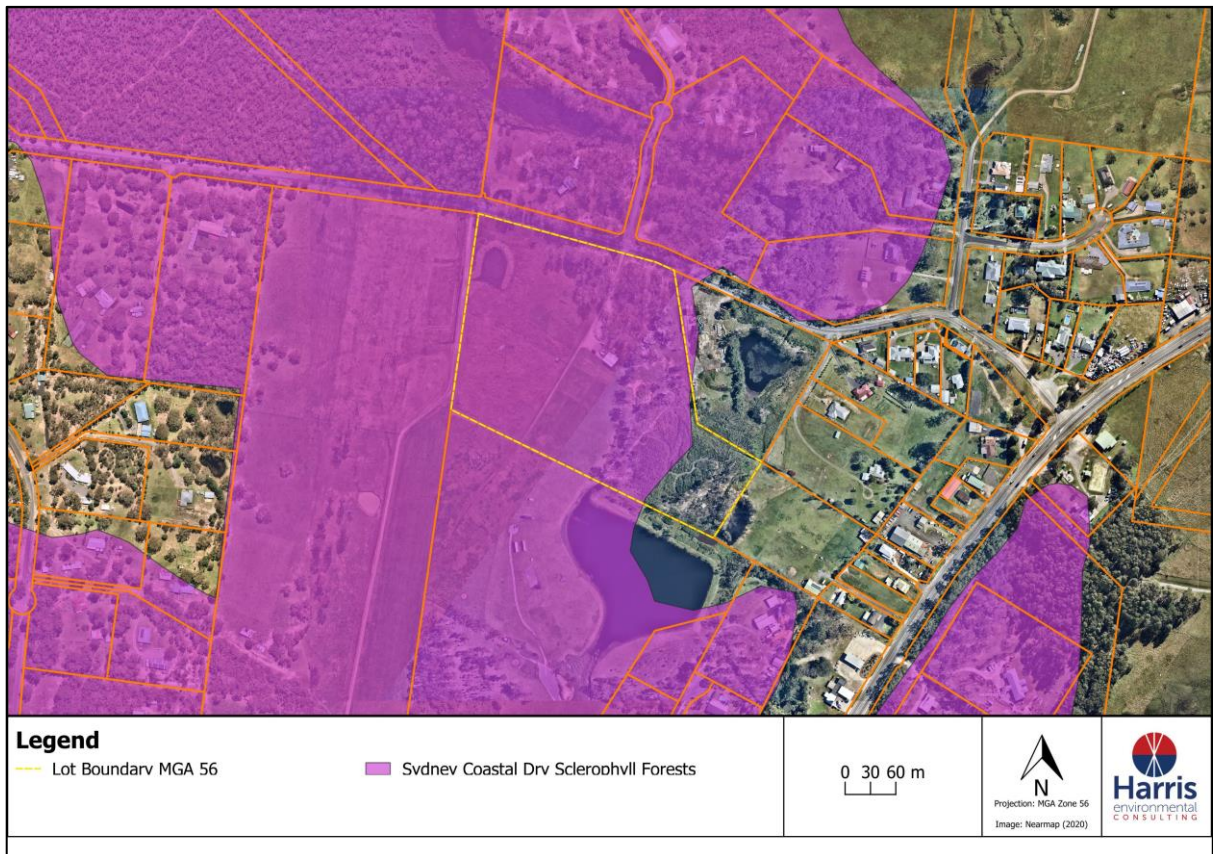 Legend
Lot Boundary MGA 56
Sydney Coastal Dry Sclerophyll Forests
0 30 60 m
N
Projection: MGA Zone 56
Image: Nearmap (2020)
Harris
environmental
CONSULTING